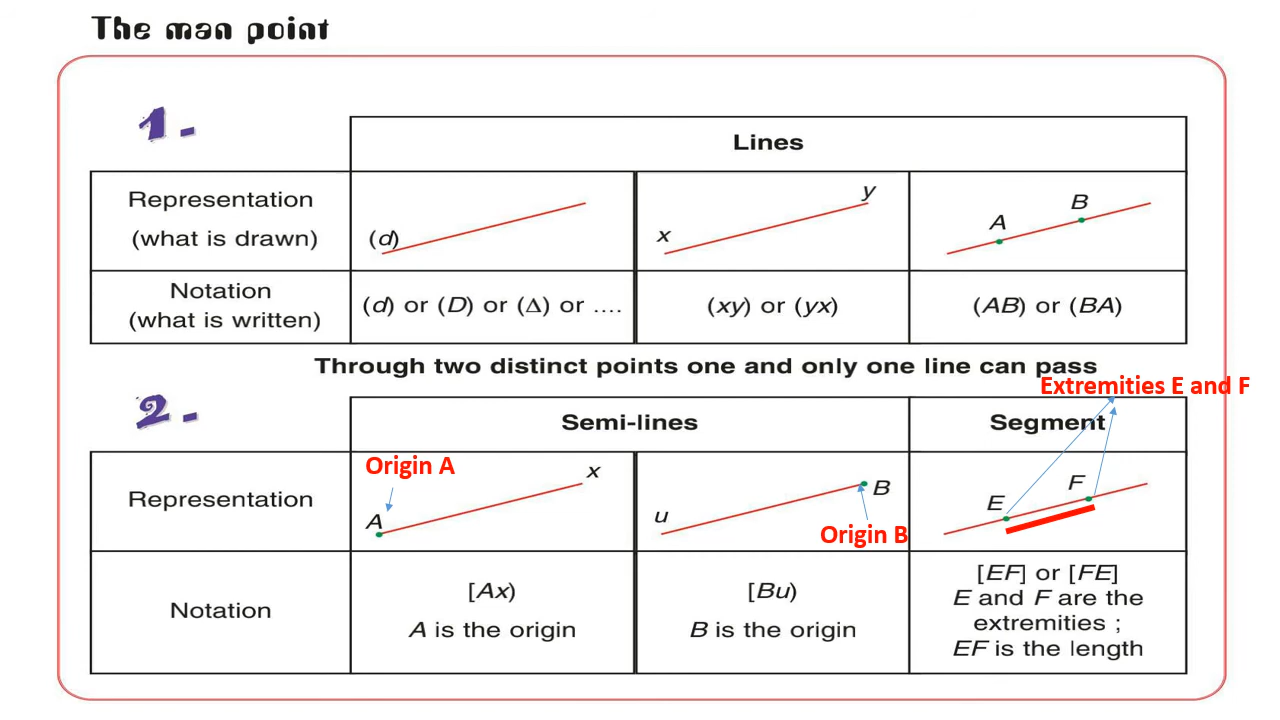 The man point
1.
Lines
Representation
(what is drawn)
(d)
x
y
A
B
Notation
(what is written)
(d) or (D) or (Δ) or ....
(xy) or (yx)
(AB) or (BA)
Through two distinct points one and only one line can pass
Extremities E and F
2.
Semi-lines
Segment
Representation
Origin A
A
x
u
B
Origin B
E
F
Notation
[Ax)
A is the origin
[Bu)
B is the origin
[EF] or [FE]
E and F are the
extremities ;
EF is the length